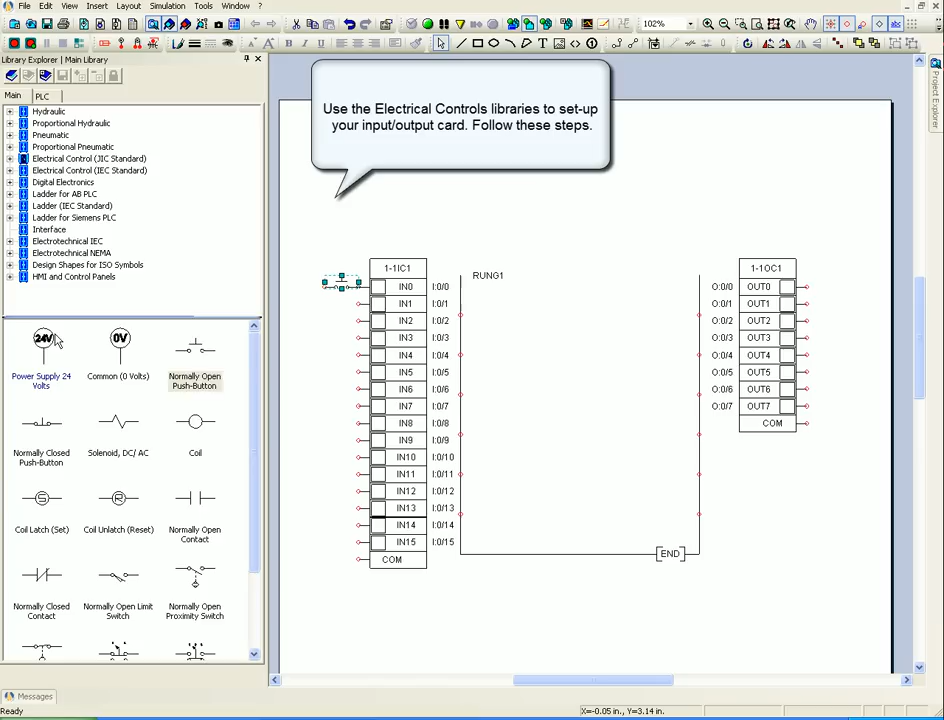 File Edit View Insert Layout Simulation Tools Window ?
102%
Library Explorer | Main Library
Main PLC
Hydraulic
Proportional Hydraulic
Pneumatic
Proportional Pneumatic
Electrical Control (JIC Standard)
Electrical Control (IEC Standard)
Digital Electronics
Ladder for AB PLC
Ladder (IEC Standard)
Ladder for Siemens PLC
Interface
Electrotechnical IEC
Electrotechnical NEMA
Design Shapes for ISO Symbols
HMI and Control Panels
24V 0V
Power Supply 24 Volts
Common (0 Volts)
Normally Open Push-Button
Normally Closed Push-Button
Solenoid, DC/ AC
Coil
S R
Coil Latch (Set)
Coil Unlatch (Reset)
Normally Open Contact
Normally Closed Contact
Normally Open Limit Switch
Normally Open Proximity Switch
Use the Electrical Controls libraries to set-up
your input/output card. Follow these steps.
1-1IC1
IN0 I:0/0
IN1 I:0/1
IN2 I:0/2
IN3 I:0/3
IN4 I:0/4
IN5 I:0/5
IN6 I:0/6
IN7 I:0/7
IN8 I:0/8
IN9 I:0/9
IN10 I:0/10
IN11 I:0/11
IN12 I:0/12
IN13 I:0/13
IN14 I:0/14
IN15 I:0/15
COM
RUNG1
END
1-1OC1
O:0/0 OUT0
O:0/1 OUT1
O:0/2 OUT2
O:0/3 OUT3
O:0/4 OUT4
O:0/5 OUT5
O:0/6 OUT6
O:0/7 OUT7
COM
Project Explorer
Messages
Ready
X=-0.05 in., Y=3.14 in.